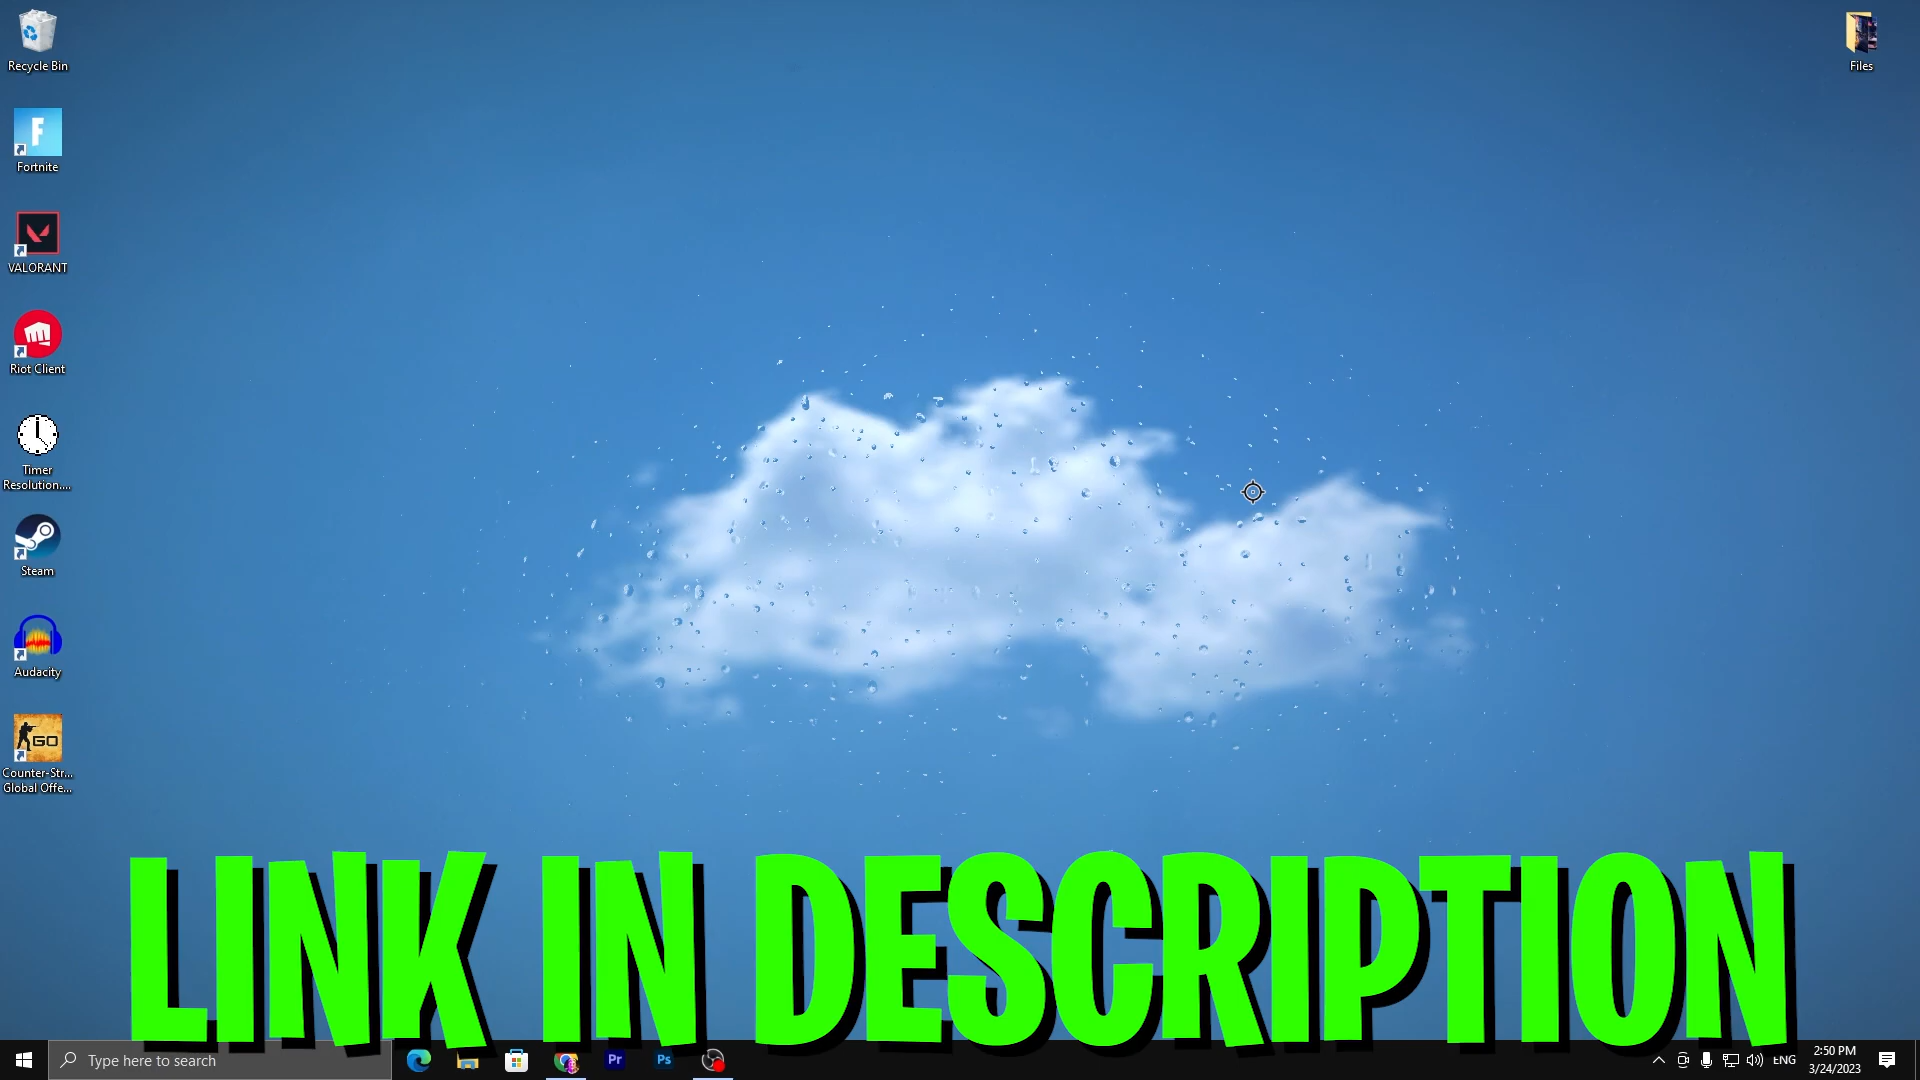 Recycle Bin
Files
F
Fortnite
VALORANT
Riot Client
Timer
Resolution....
Steam
Audacity
GO
Counter-Str...
Global Offe...
LINK IN DESCRIPTION
Type here to search
Pr
Ps
ENG
2:50 PM
3/24/2023